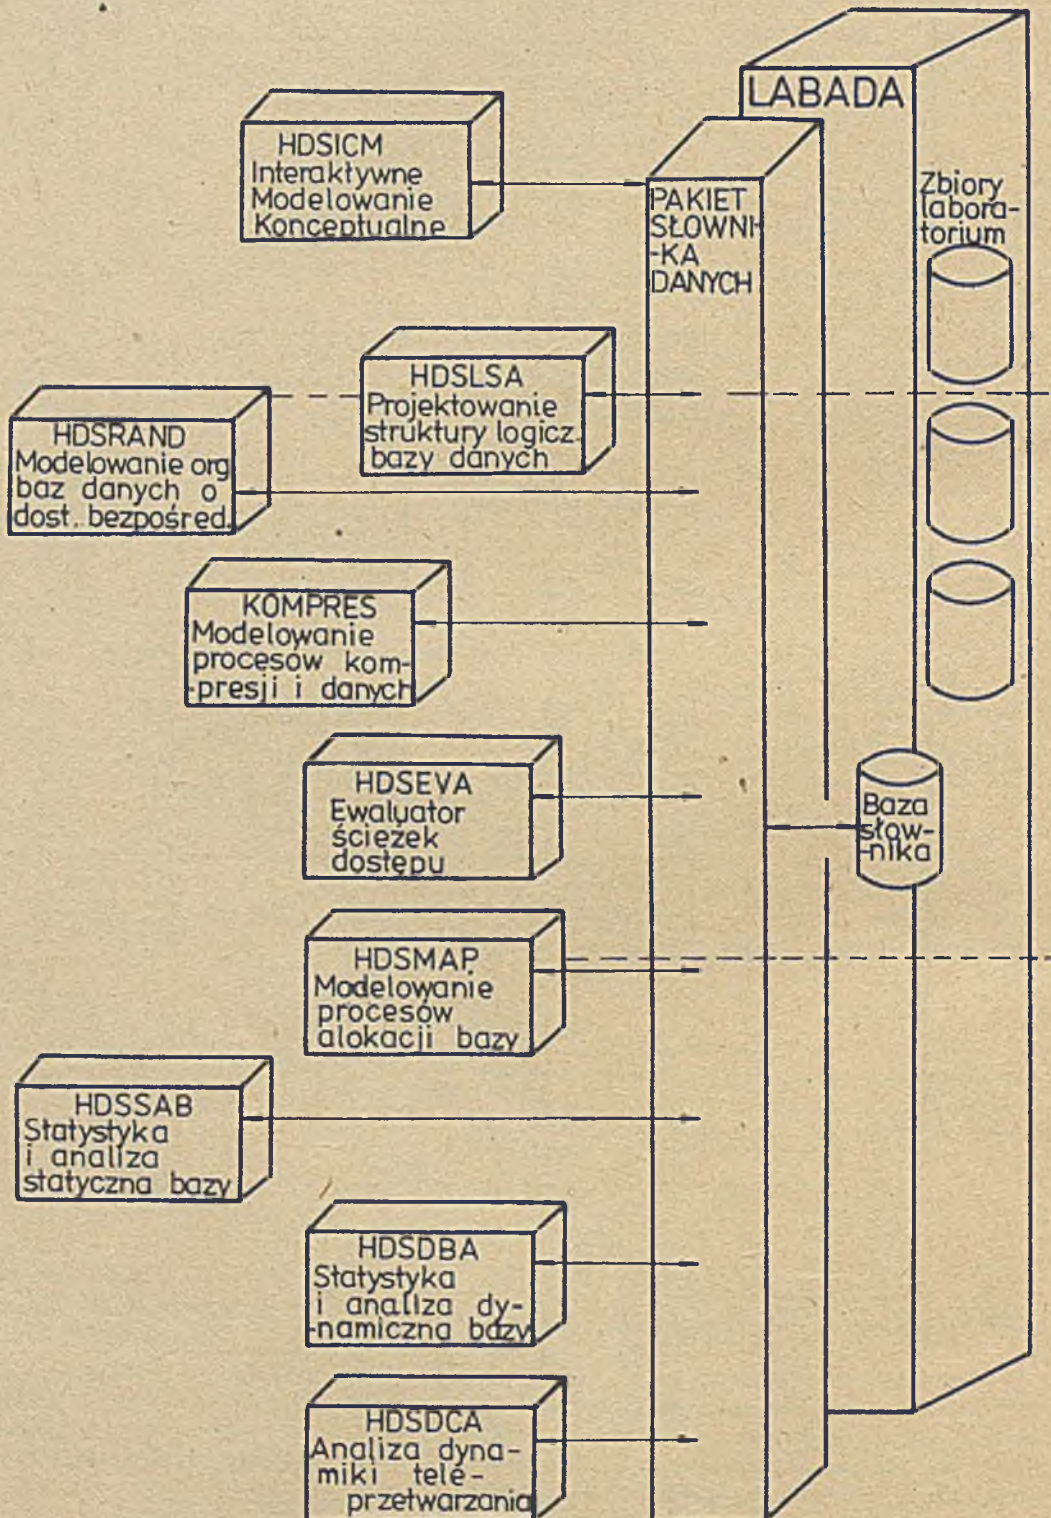 LABADA
HDSICM
Interaktywne
Modelowanie
Konceptualne
PAKIET
SŁOWNI-
-KA
DANYCH
Zbiory
labora-
torium
HDSLSA
Projektowanie
struktury logicz.
bazy danych
HDSRAND
Modelowanie org
baz danych o
dost. bezpośred.
KOMPRES
Modelowanie
procesów kom-
-presji i danych
HDSEVA
Ewaluator
ścieżek
dostępu
Baza
słow-
-nika
HDSMAP
Modelowanie
procesów
alokacji bazy
HDSSAB
Statystyka
i analiza
statyczna bazy
HDSDBA
Statystyka
i analiza dy-
-namiczna bazy
HDSDCA
Analiza dyna-
miki tele-
przetwarzania